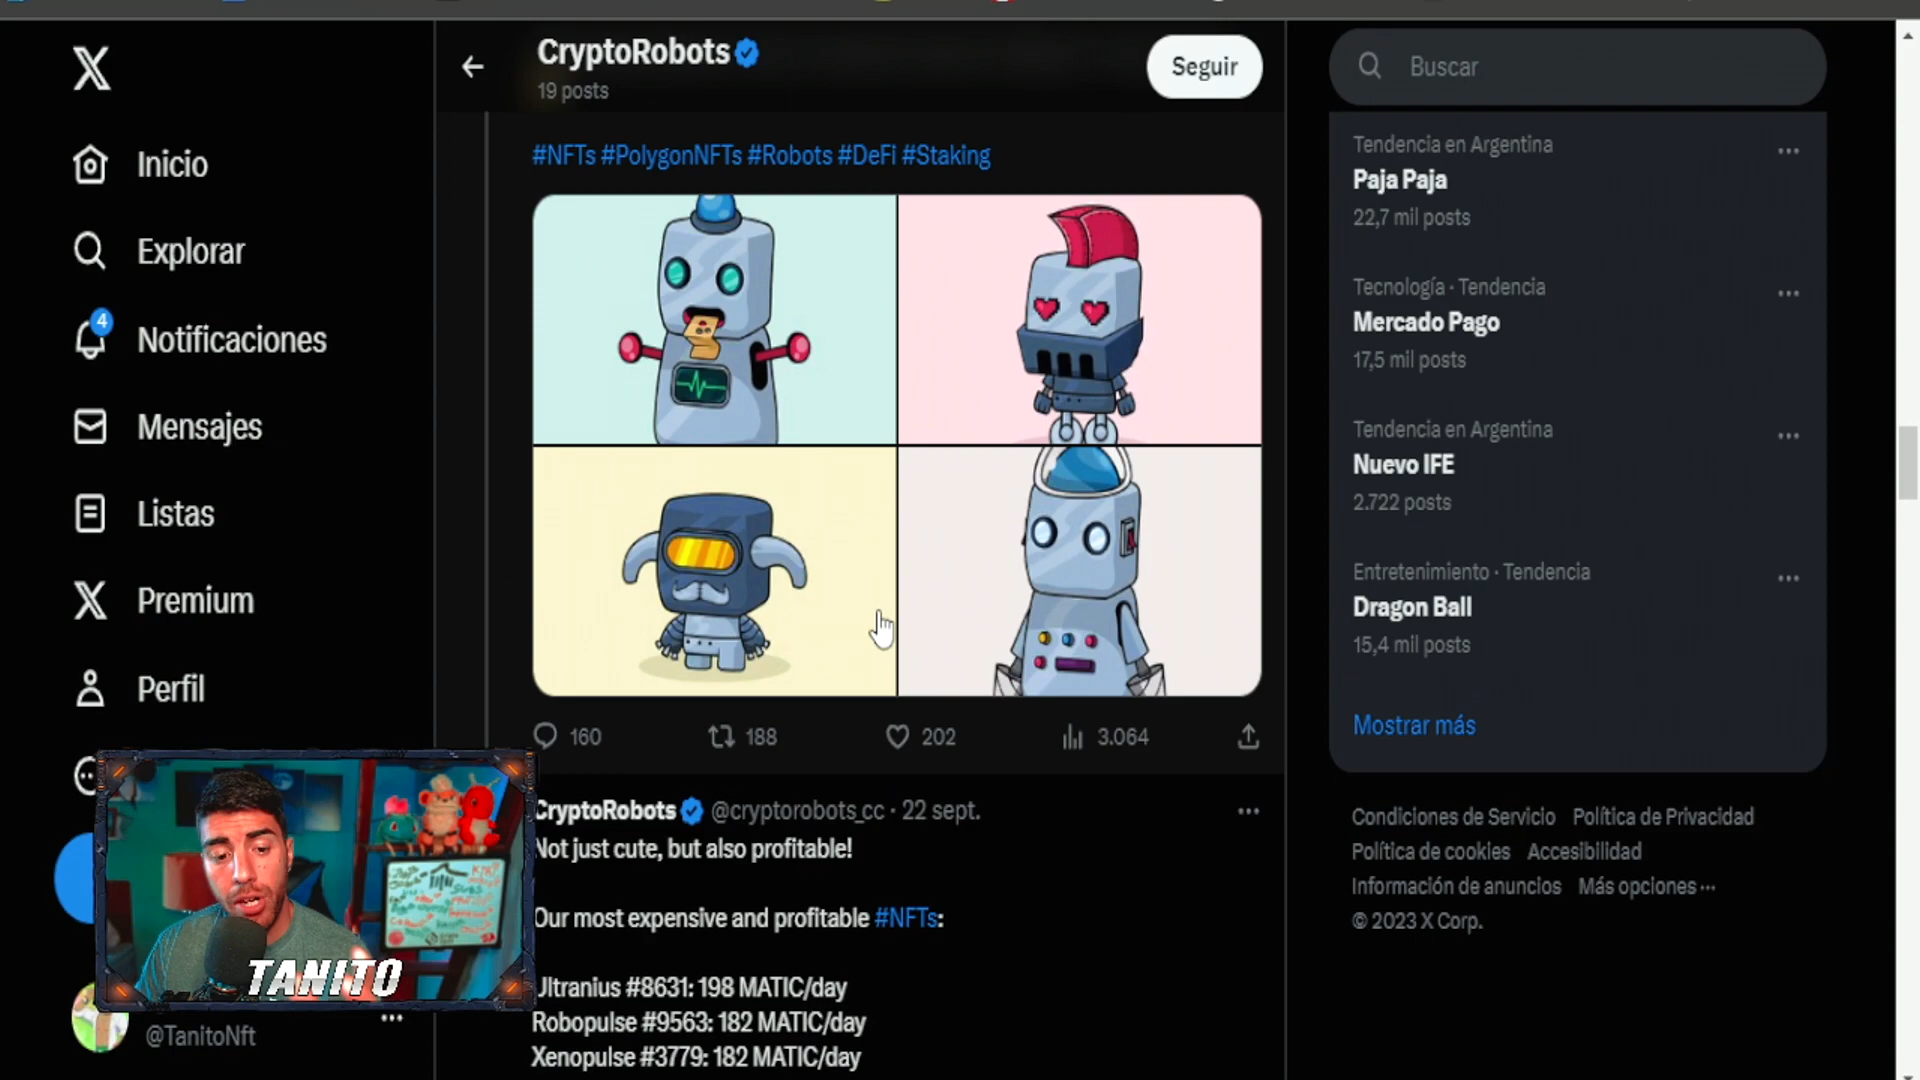 X
Inicio
Explorar
4
Notificaciones
Mensajes
Listas
X
Premium
Perfil
TANITO
@TanitoNft
CryptoRobots
19 posts
Seguir
#NFTs #PolygonNFTs #Robots #DeFi #Staking
160 188 202 3.064
CryptoRobots @cryptorobots_cc · 22 sept.
Not just cute, but also profitable!
Our most expensive and profitable #NFTs:
Ultranius #8631: 198 MATIC/day
Robopulse #9563: 182 MATIC/day
Xenopulse #3779: 182 MATIC/day
Buscar
Tendencia en Argentina
Paja Paja
22,7 mil posts
Tecnología · Tendencia
Mercado Pago
17,5 mil posts
Tendencia en Argentina
Nuevo IFE
2.722 posts
Entretenimiento · Tendencia
Dragon Ball
15,4 mil posts
Mostrar más
Condiciones de Servicio Política de Privacidad
Política de cookies Accesibilidad
Información de anuncios Más opciones ···
© 2023 X Corp.